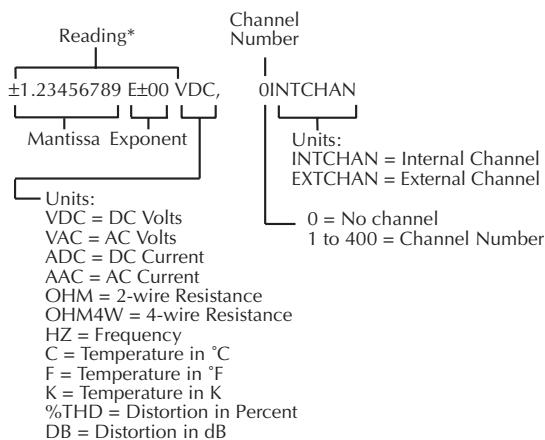 Channel
Number
Reading*
±1.23456789 E±00 VDC, 0INTCHAN
Mantissa Exponent
Units:
INTCHAN = Internal Channel
EXTCHAN = External Channel
0 = No channel
1 to 400 = Channel Number
Units:
VDC = DC Volts
VAC = AC Volts
ADC = DC Current
AAC = AC Current
OHM = 2-wire Resistance
OHM4W = 4-wire Resistance
HZ = Frequency
C = Temperature in ˚C
F = Temperature in ˚F
K = Temperature in K
%THD = Distortion in Percent
DB = Distortion in dB